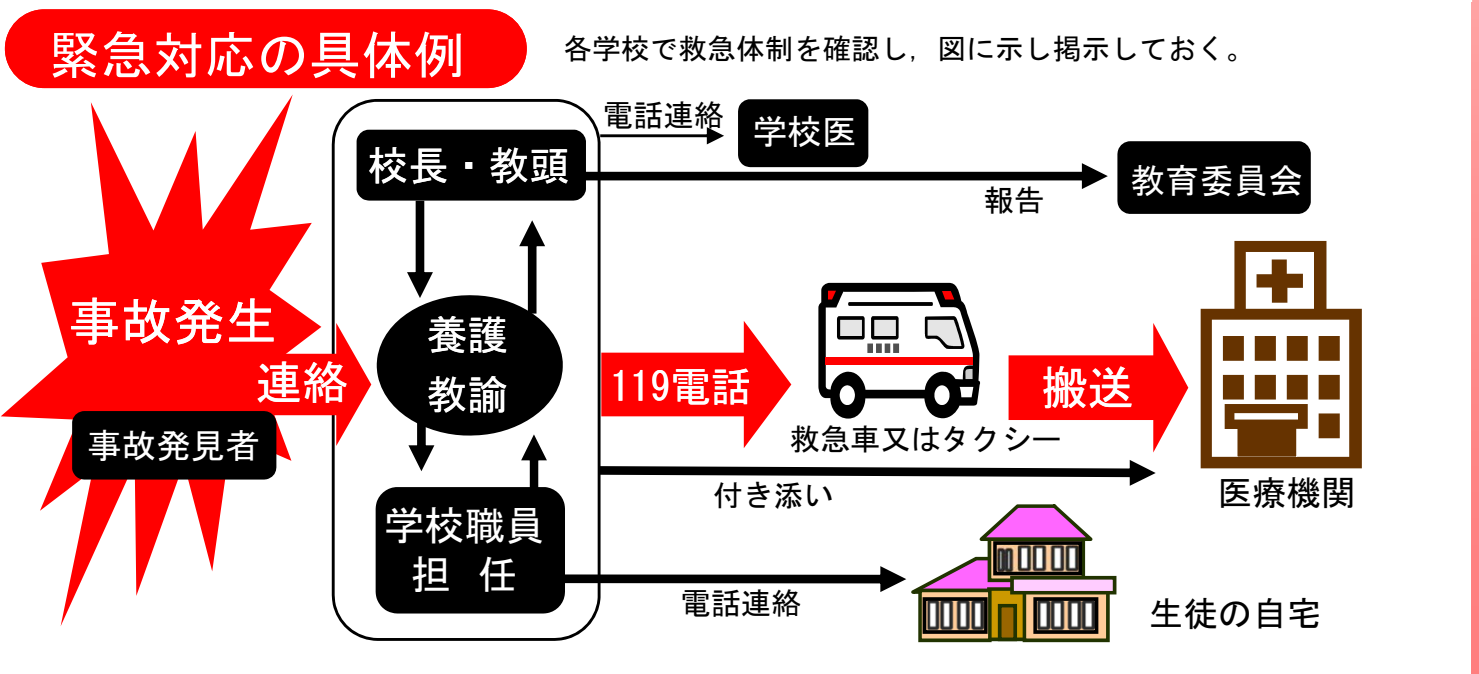 緊急対応の具体例
各学校で救急体制を確認し，図に示し掲示しておく。
電話連絡
学校医
校長・教頭
教育委員会
報告
事故発生
養護
教諭
連絡
119電話
搬送
事故発見者
救急車又はタクシー
付き添い
医療機関
学校職員
担　任
電話連絡
生徒の自宅